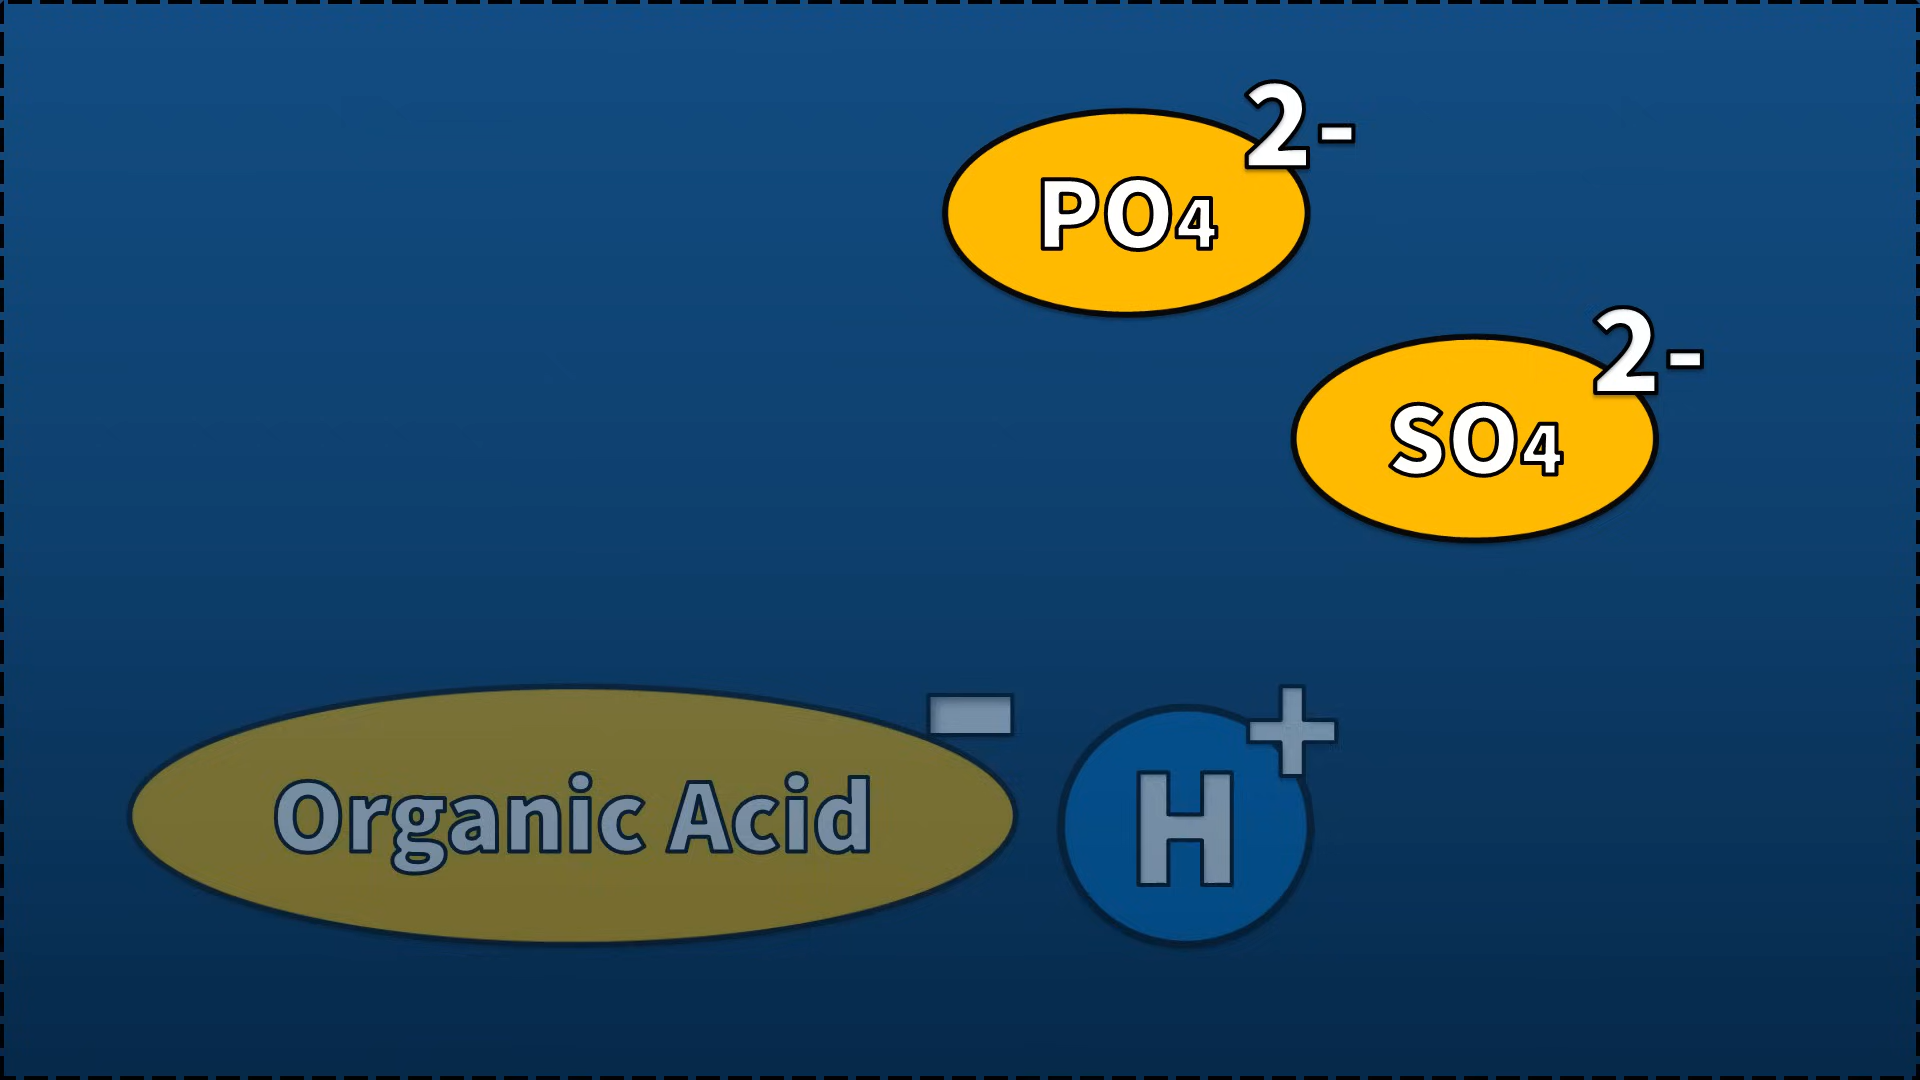 PO4 2-
SO4 2-
Organic Acid - H +